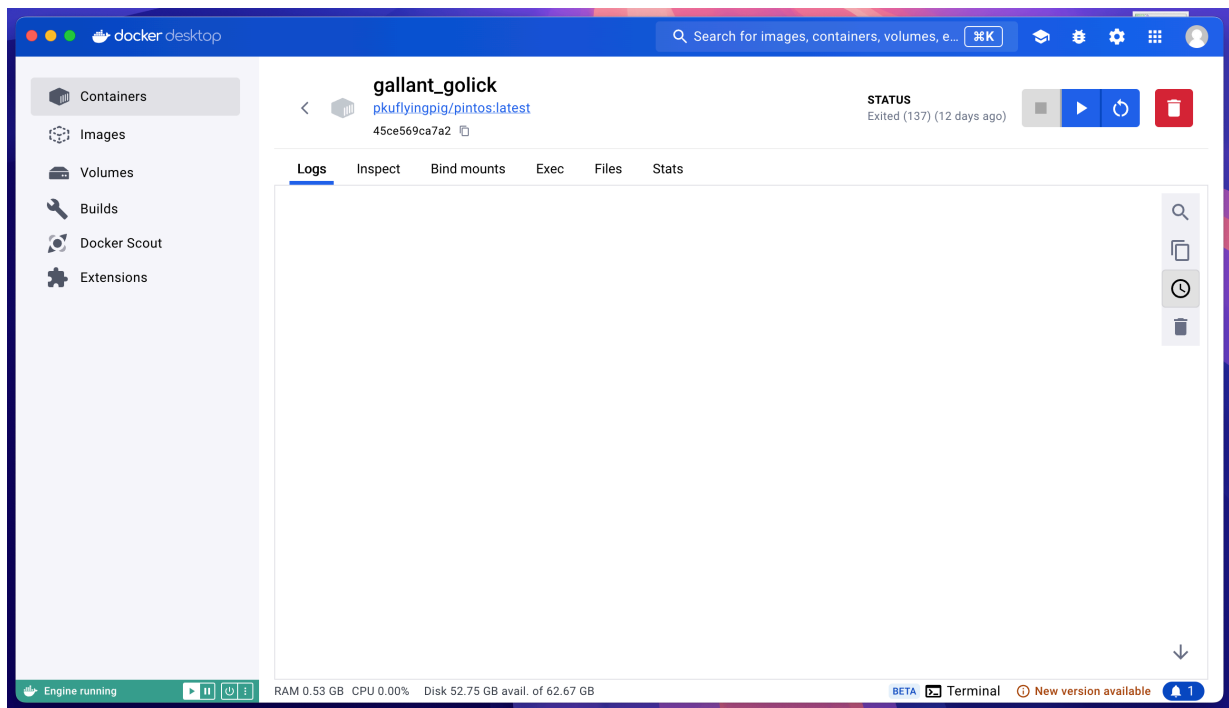 docker desktop
Search for images, containers, volumes, e... ⌘K
Containers
Images
Volumes
Builds
Docker Scout
Extensions
gallant_golick
pkuflyingpig/pintos:latest
45ce569ca7a2
STATUS
Exited (137) (12 days ago)
Logs Inspect Bind mounts Exec Files Stats
Engine running
RAM 0.53 GB CPU 0.00% Disk 52.75 GB avail. of 62.67 GB
BETA Terminal New version available 1